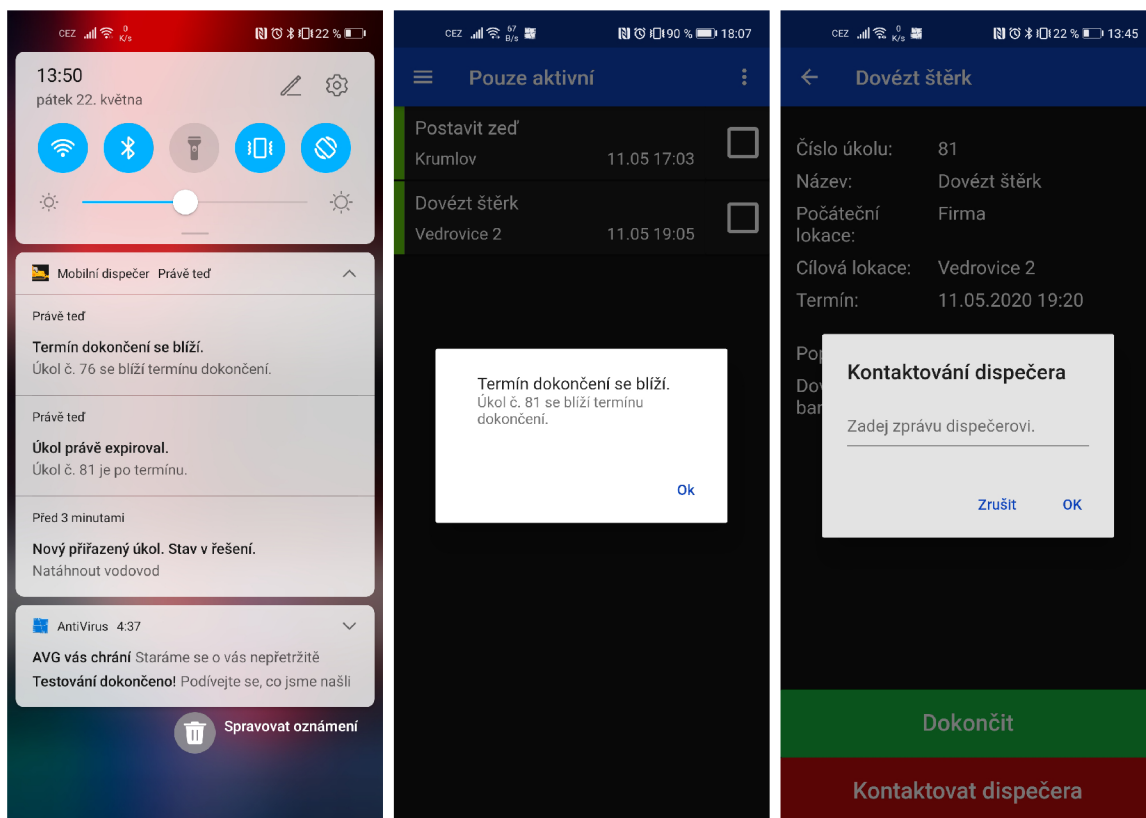 CEZ 0 K/s 22 %
13:50
pátek 22. května
Mobilní dispečer Právě teď
Právě teď
Termín dokončení se blíží.
Úkol č. 76 se blíží termínu dokončení.
Právě teď
Úkol právě expiroval.
Úkol č. 81 je po termínu.
Před 3 minutami
Nový přiřazený úkol. Stav v řešení.
Natáhnout vodovod
AntiVirus 4:37
AVG vás chrání Staráme se o vás nepřetržitě
Testování dokončeno! Podívejte se, co jsme našli
Spravovat oznámení
CEZ 67 B/s 90 % 18:07
Pouze aktivní
Postavit zeď
Krumlov 11.05 17:03
Dovézt štěrk
Vedrovice 2 11.05 19:05
Termín dokončení se blíží.
Úkol č. 81 se blíží termínu
dokončení.
Ok
CEZ 0 K/s 22 % 13:45
Dovézt štěrk
Číslo úkolu: 81
Název: Dovézt štěrk
Počáteční Firma
lokace:
Cílová lokace: Vedrovice 2
Termín: 11.05.2020 19:20
Kontaktování dispečera
Zadej zprávu dispečerovi.
Zrušit OK
Dokončit
Kontaktovat dispečera